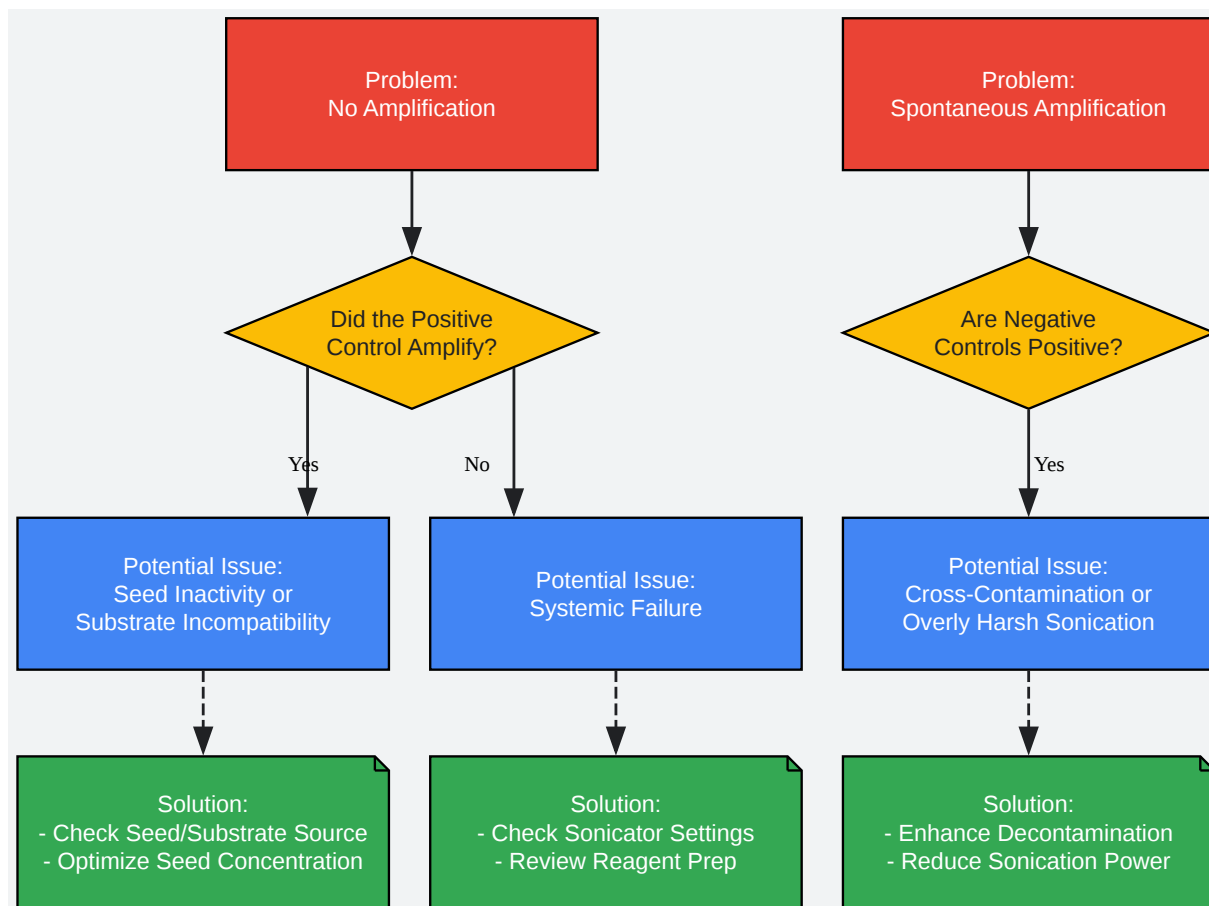 Problem:
No Amplification
Problem:
Spontaneous Amplification
Did the Positive
Control Amplify?
Are Negative
Controls Positive?
Yes
No
Yes
Potential Issue:
Seed Inactivity or
Substrate Incompatibility
Potential Issue:
Systemic Failure
Potential Issue:
Cross-Contamination or
Overly Harsh Sonication
Solution:
- Check Seed/Substrate Source
- Optimize Seed Concentration
Solution:
- Check Sonicator Settings
- Review Reagent Prep
Solution:
- Enhance Decontamination
- Reduce Sonication Power